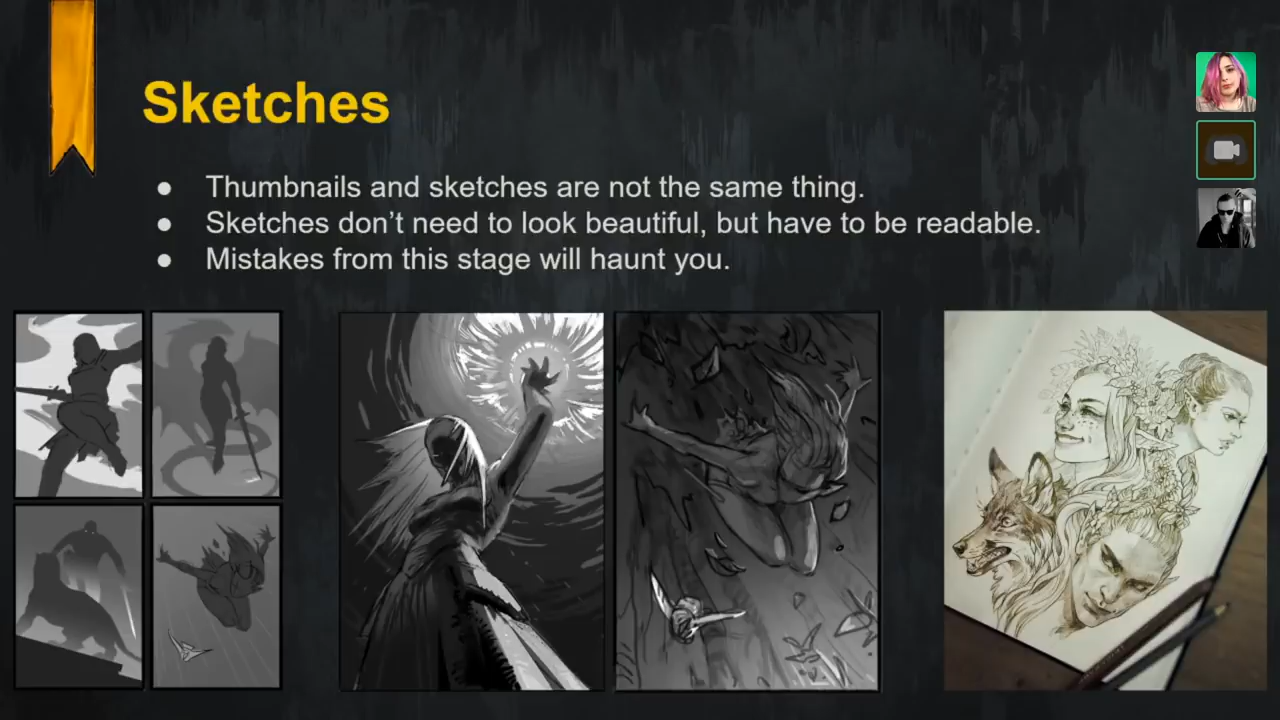 Sketches
● Thumbnails and sketches are not the same thing.
● Sketches don’t need to look beautiful, but have to be readable.
● Mistakes from this stage will haunt you.